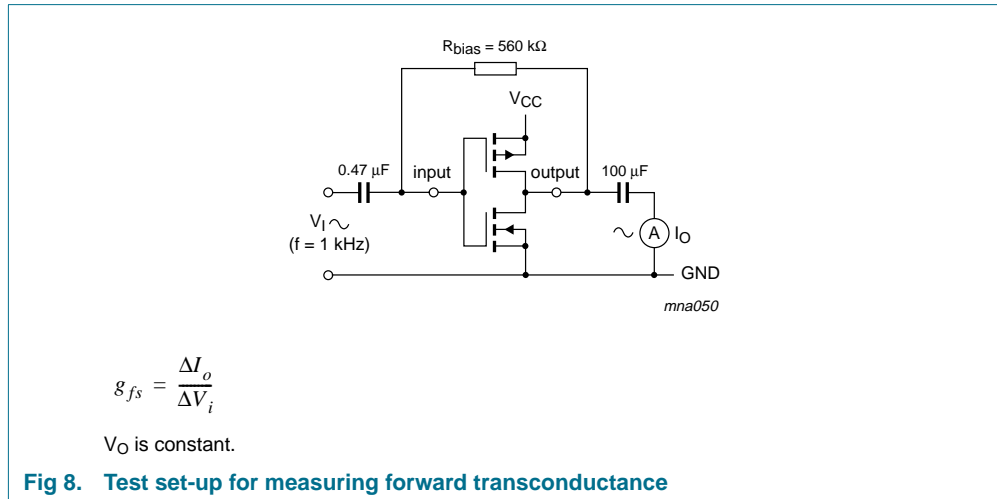 Rbias = 560 kΩ
VCC
0.47 μF
input
output
100 μF
VI
(f = 1 kHz)
A
IO
GND
mna050
gfs = ΔIo / ΔVi
VO is constant.
Fig 8. Test set-up for measuring forward transconductance